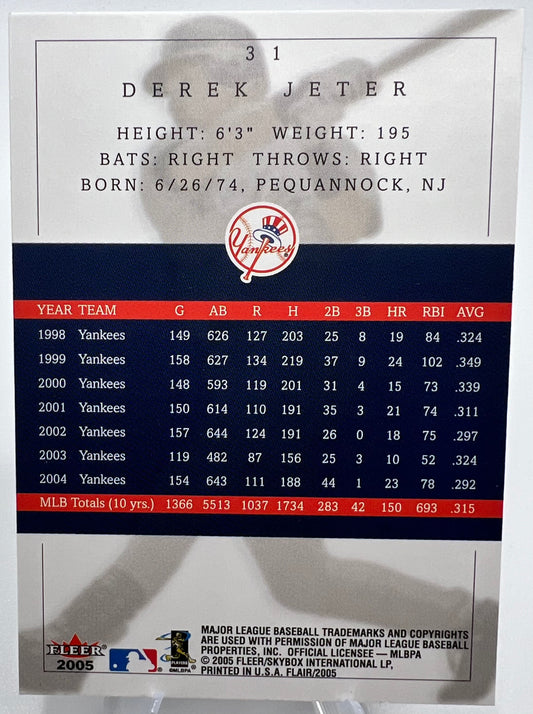 31
DEREK JETER
HEIGHT: 6'3" WEIGHT: 195
BATS: RIGHT THROWS: RIGHT
BORN: 6/26/74, PEQUANNOCK, NJ
Yankees
YEAR TEAM G AB R H 2B 3B HR RBI AVG
1998 Yankees 149 626 127 203 25 8 19 84 .324
1999 Yankees 158 627 134 219 37 9 24 102 .349
2000 Yankees 148 593 119 201 31 4 15 73 .339
2001 Yankees 150 614 110 191 35 3 21 74 .311
2002 Yankees 157 644 124 191 26 0 18 75 .297
2003 Yankees 119 482 87 156 25 3 10 52 .324
2004 Yankees 154 643 111 188 44 1 23 78 .292
MLB Totals (10 yrs.) 1366 5513 1037 1734 283 42 150 693 .315
FLEER
2005
PLAYERS
©MLBPA
MAJOR LEAGUE BASEBALL TRADEMARKS AND COPYRIGHTS
ARE USED WITH PERMISSION OF MAJOR LEAGUE BASEBALL
PROPERTIES, INC. OFFICIAL LICENSEE — MLBPA
© 2005 FLEER/SKYBOX INTERNATIONAL LP,
PRINTED IN U.S.A. FLAIR/2005